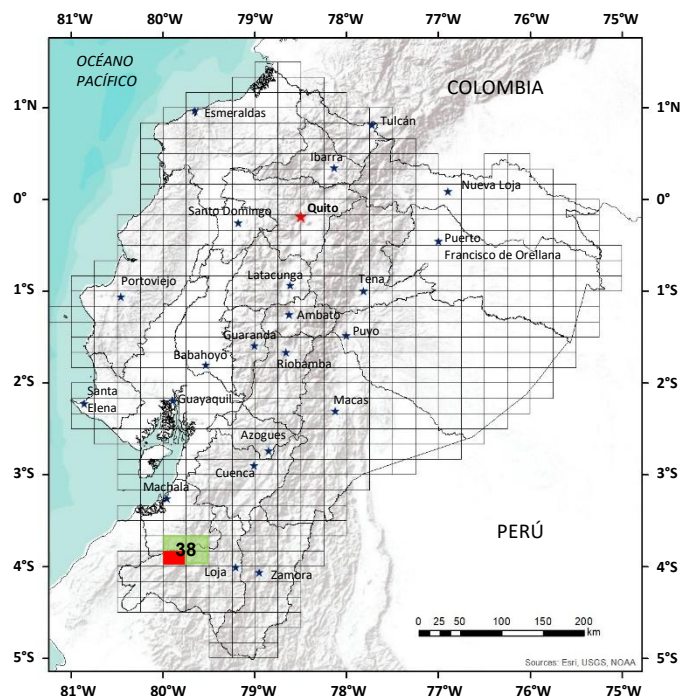 81°W 80°W 79°W 78°W 77°W 76°W 75°W
OCÉANO
PACÍFICO
COLOMBIA
1°N 1°N
Esmeraldas
Tulcán
Ibarra
Nueva Loja
0° 0°
Santo Domingo
Quito
Puerto
Francisco de Orellana
Latacunga
Tena
Portoviejo
1°S 1°S
Ambato
Puyo
Guaranda
Babahoyo
Riobamba
2°S 2°S
Santa
Elena
Guayaquil
Macas
Azogues
3°S 3°S
Cuenca
Machala
PERÚ
38
4°S 4°S
Loja
Zamora
0 25 50 100 150 200
km
5°S 5°S
Sources: Esri, USGS, NOAA
81°W 80°W 79°W 78°W 77°W 76°W 75°W